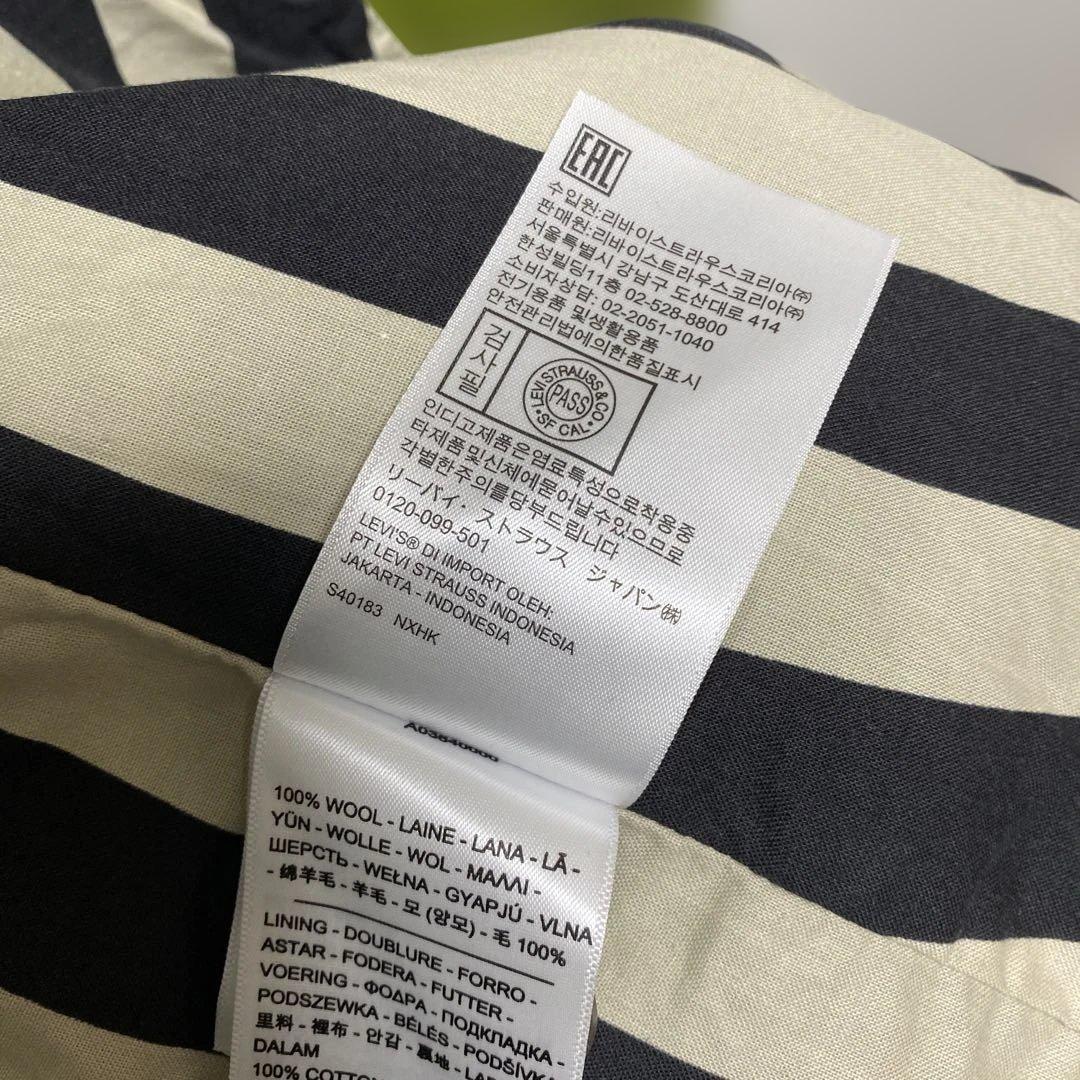 EAC
수입원:리바이스트라우스코리아㈜
판매원:리바이스트라우스코리아㈜
서울특별시 강남구 도산대로 414
한성빌딩11층 02-528-8800
소비자상담: 02-2051-1040
전기용품 및생활용품
안전관리법에의한품질표시
검사필
LEVI STRAUSS & CO
PASS
• SF CAL •
인디고제품은염료특성으로착용중
타제품및신체에묻어날수있으므로
각별한주의를당부드립니다
リーバイ．ストラウス ジャパン㈱
0120-099-501
LEVI'S® DI IMPORT OLEH:
PT LEVI STRAUSS INDONESIA
JAKARTA - INDONESIA
S40183 NXHK
100% WOOL - LAINE - LANA - LÃ -
YÜN - WOLLE - WOL - ΜΑΛΛΙ -
ШЕРСТЬ - WEŁNA - GYAPJÚ - VLNA
- 绵羊毛 - 羊毛 - 모 (양모) - 毛 100%
LINING - DOUBLURE - FORRO -
ASTAR - FODERA - FUTTER -
VOERING - ΦΟΔΡΑ - ПОДКЛАДКА -
PODSZEWKA - BÉLÉS - PODŠÍVKA
里料 - 裡布 - 안감 - 裏地 -
DALAM
100%